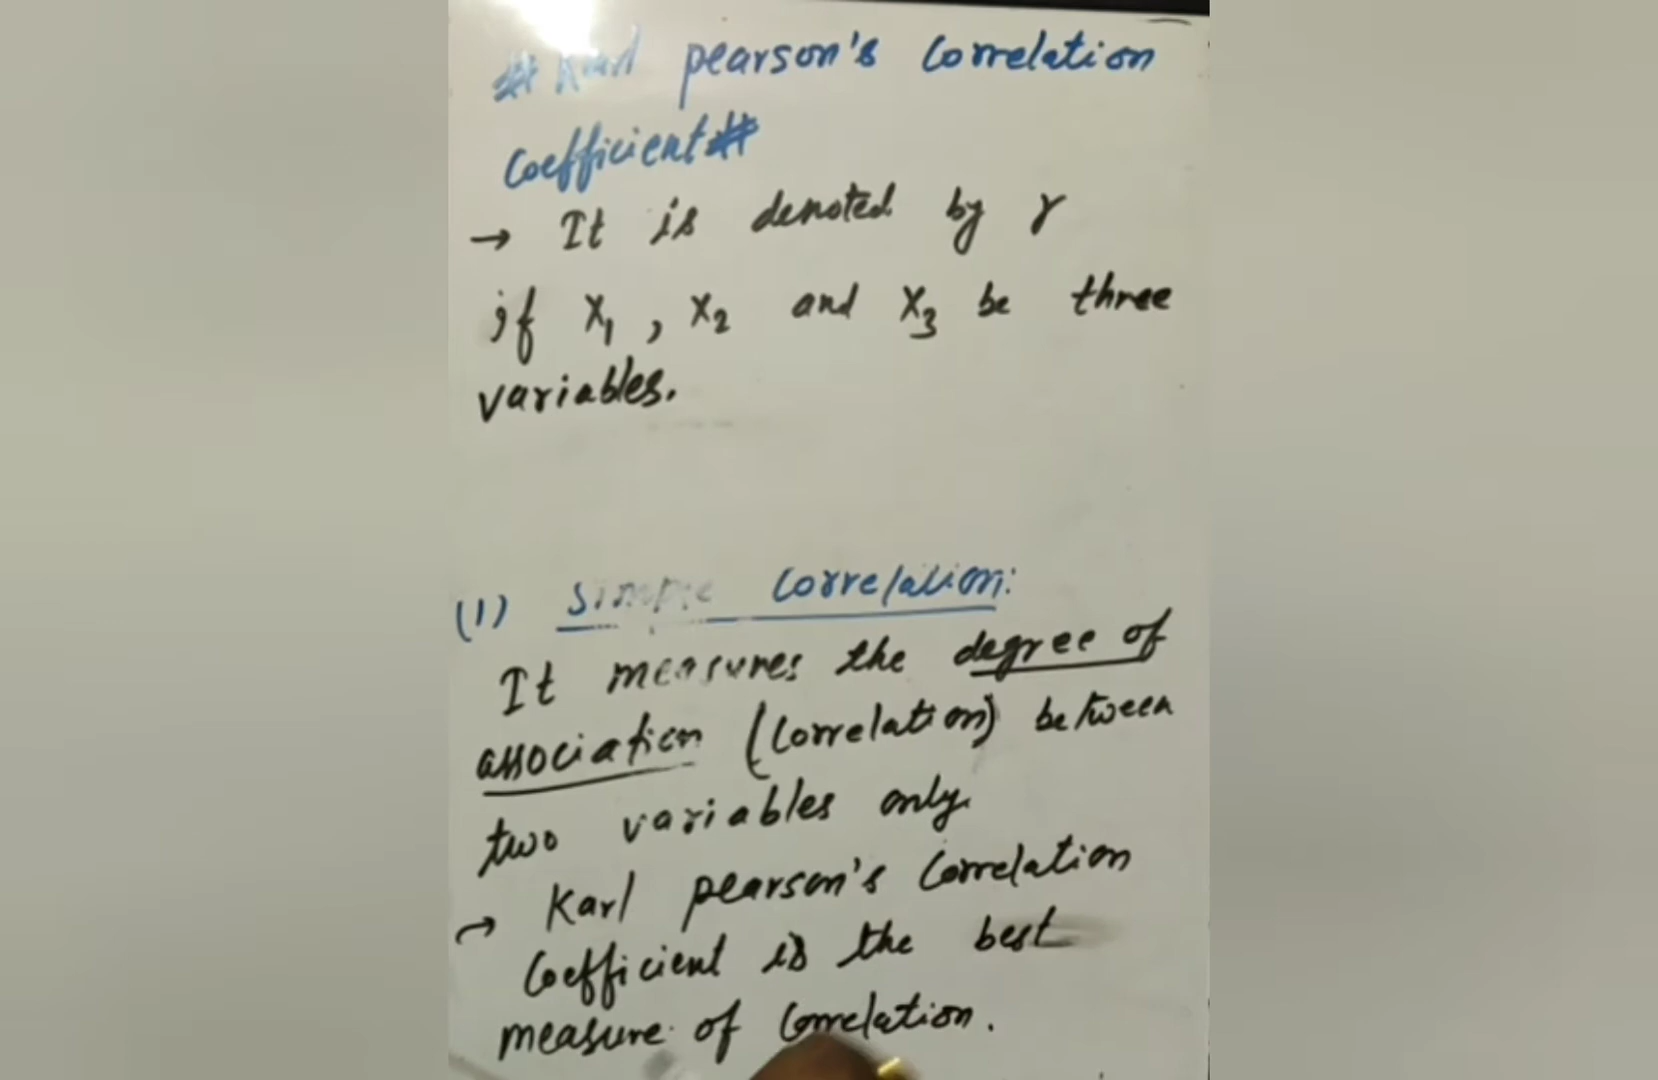 # Karl pearson's Correlation
Coefficient #
→ It is denoted by r
if X₁, X₂ and X₃ be three
variables.
(1) Simple Correlation:
It measures the degree of
association (Correlation) between
two variables only.
→ Karl pearson's Correlation
Coefficient is the best
measure of Correlation.